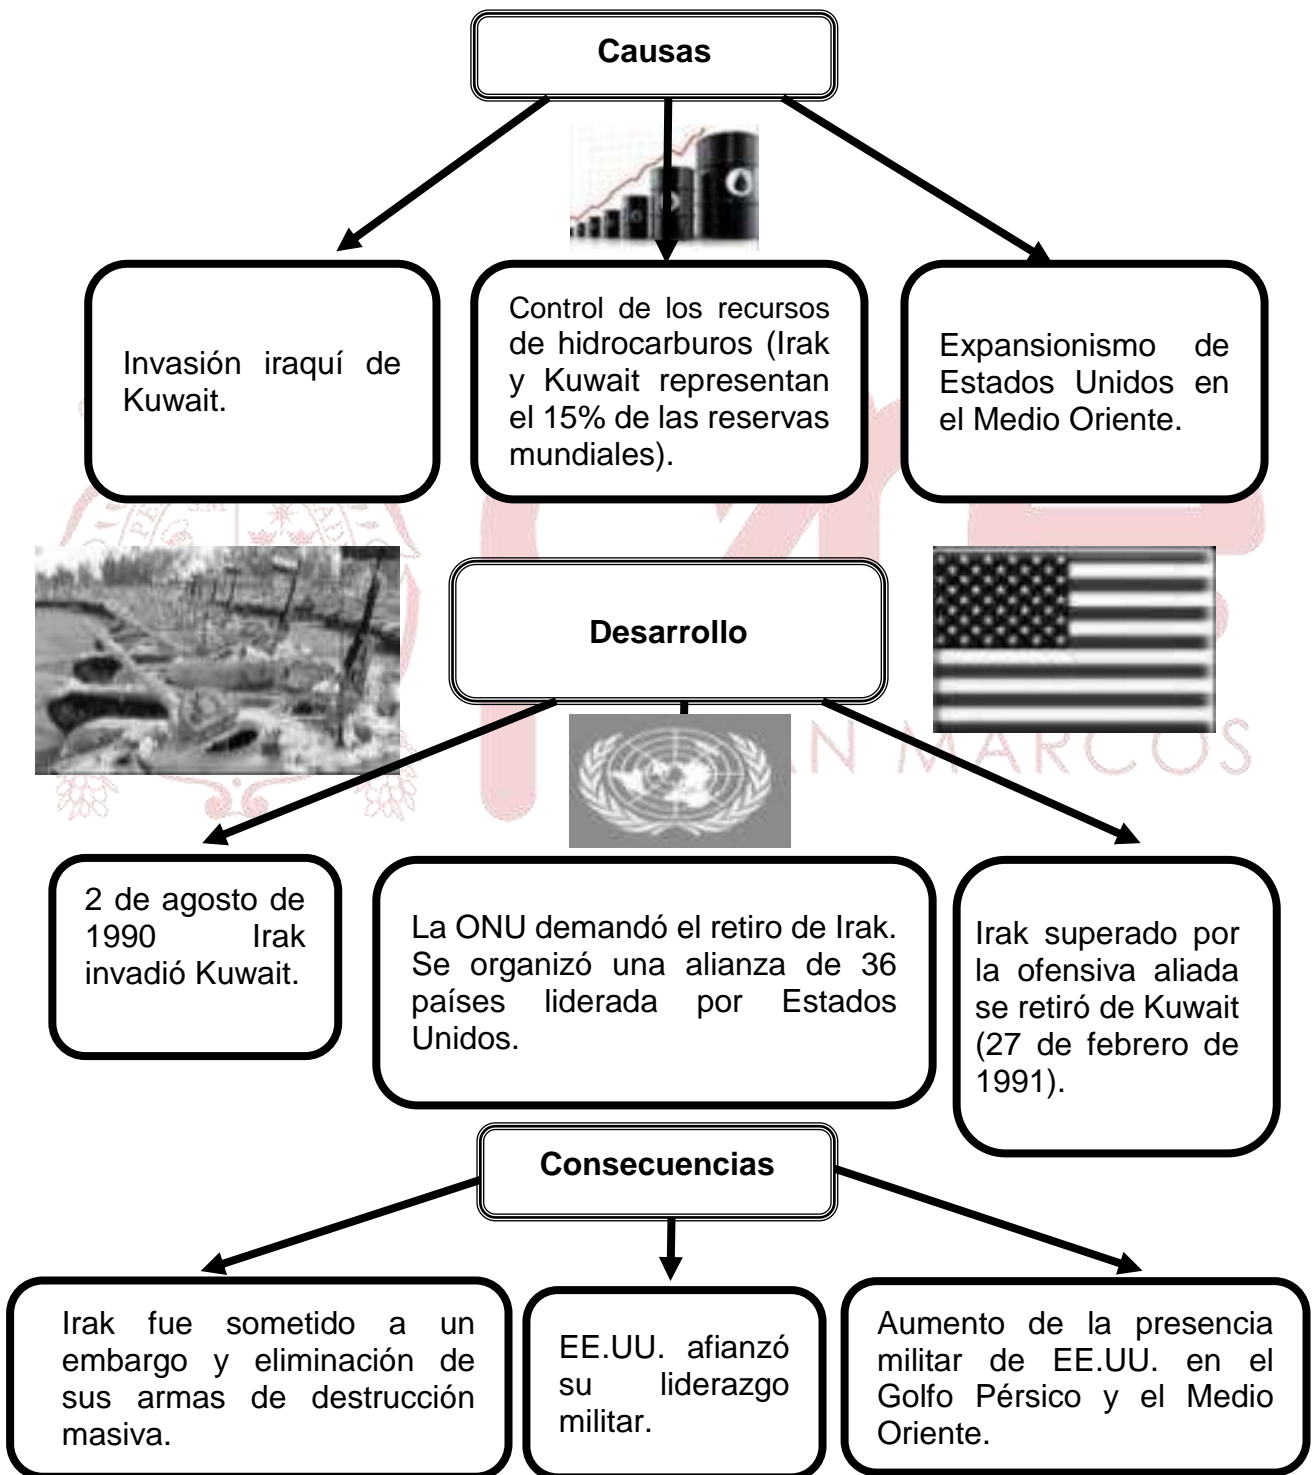 Causas
Invasión iraquí de
Kuwait.
Control de los recursos
de hidrocarburos (Irak
y Kuwait representan
el 15% de las reservas
mundiales).
Expansionismo de
Estados Unidos en
el Medio Oriente.
Desarrollo
N MARCOS
2 de agosto de
1990 Irak
invadió Kuwait.
La ONU demandó el retiro de Irak.
Se organizó una alianza de 36
países liderada por Estados
Unidos.
Irak superado por
la ofensiva aliada
se retiró de Kuwait
(27 de febrero de
1991).
Consecuencias
Irak fue sometido a un
embargo y eliminación de
sus armas de destrucción
masiva.
EE.UU. afianzó
su liderazgo
militar.
Aumento de la presencia
militar de EE.UU. en el
Golfo Pérsico y el Medio
Oriente.